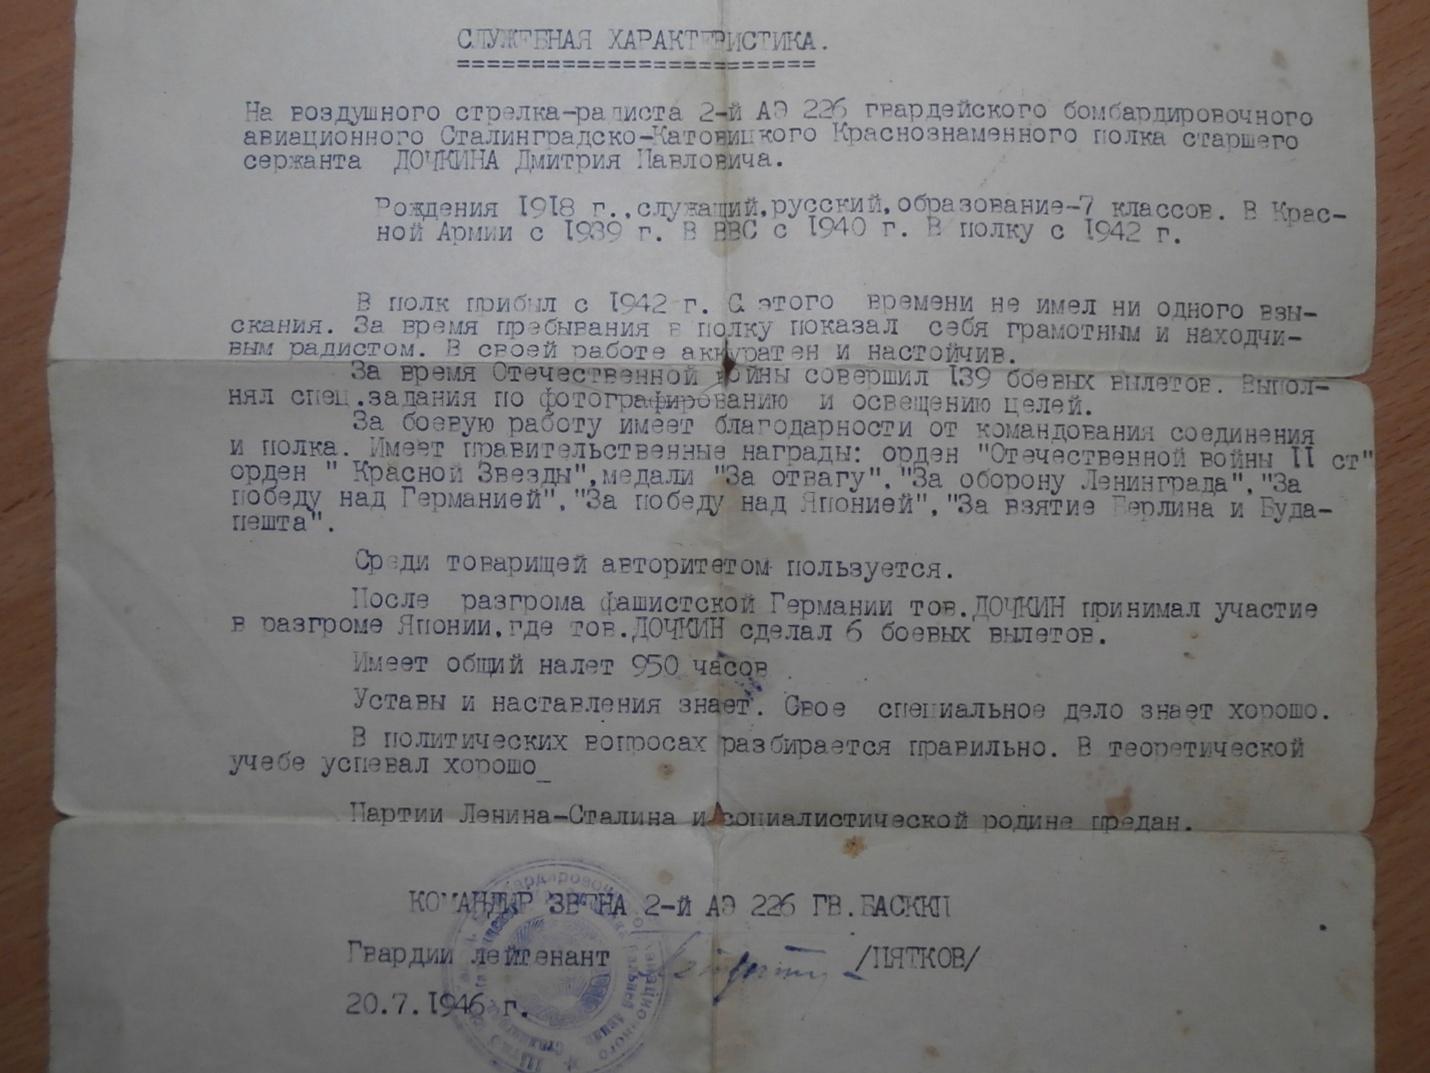 СЛУЖЕБНАЯ ХАРАКТЕРИСТИКА.
========================
На воздушного стрелка-радиста 2-й АЭ 226 гвардейского бомбардировочного
авиационного Сталинградско-Катовицкого Краснознаменного полка старшего
сержанта ДОЧКИНА Дмитрия Павловича.
Рождения 1918 г.,служащий,русский,образование-7 классов. В Крас-
ной Армии с 1939 г. В ВВС с 1940 г. В полку с 1942 г.
В полк прибыл с 1942 г. С этого времени не имел ни одного взы-
скания. За время пребывания в полку показал себя грамотным и находчи-
вым радистом. В своей работе аккуратен и настойчив.
За время Отечественной войны совершил 139 боевых вылетов. Выпол-
нял спец.задания по фотографированию и освещению целей.
За боевую работу имеет благодарности от командования соединения
и полка. Имеет правительственные награды: орден "Отечественной войны II ст"
орден " Красной Звезды",медали "За отвагу","За оборону Ленинграда","За
победу над Германией","За победу над Японией","За взятие Берлина и Буда-
пешта".
Среди товарищей авторитетом пользуется.
После разгрома фашистской Германии тов.ДОЧКИН принимал участие
в разгроме Японии,где тов.ДОЧКИН сделал 6 боевых вылетов.
Имеет общий налет 950 часов
Уставы и наставления знает. Свое специальное дело знает хорошо.
В политических вопросах разбирается правильно. В теоретической
учебе успевал хорошо_
Партии Ленина-Сталина и социалистической родине предан.
КОМАНДИР ЗВЕНА 2-й АЭ 226 ГВ.БАСККП
Гвардии лейтенант /ПЯТКОВ/
20.7.1946 г.